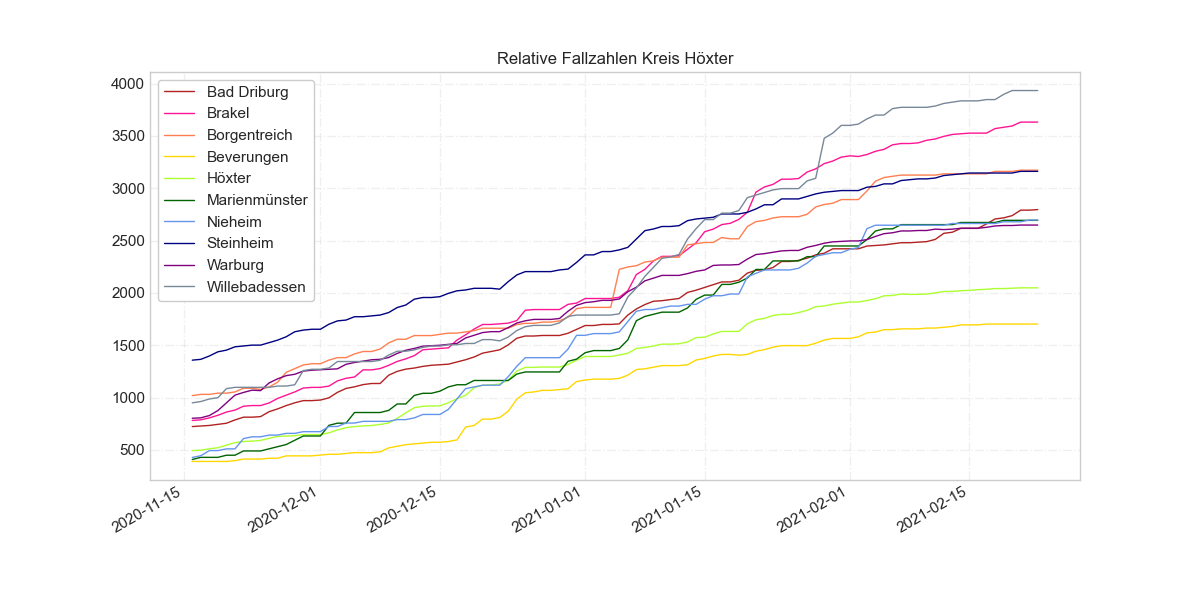 Relative Fallzahlen Kreis Höxter
4000
3500
3000
2500
2000
1500
1000
500
Bad Driburg
Brakel
Borgentreich
Beverungen
Höxter
Marienmünster
Nieheim
Steinheim
Warburg
Willebadessen
2020-11-15
2020-12-01
2020-12-15
2021-01-01
2021-01-15
2021-02-01
2021-02-15